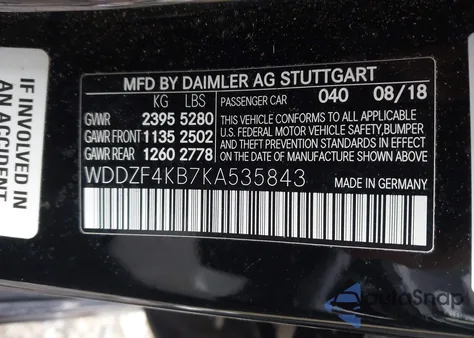 MFD BY DAIMLER AG STUTTGART
KG LBS
PASSENGER CAR 040 08/18
GVWR 2395 5280
GAWR FRONT 1135 2502
GAWR REAR 1260 2778
THIS VEHICLE CONFORMS TO ALL APPLICABLE
U.S. FEDERAL MOTOR VEHICLE SAFETY,BUMPER
AND THEFT PREVENTION STANDARDS IN EFFECT
ON THE DATE OF MANUFACTURE SHOWN ABOVE.
WDDZF4KB7KA535843 MADE IN GERMANY
IF INVOLVED IN
AN ACCIDENT
AutoSnap